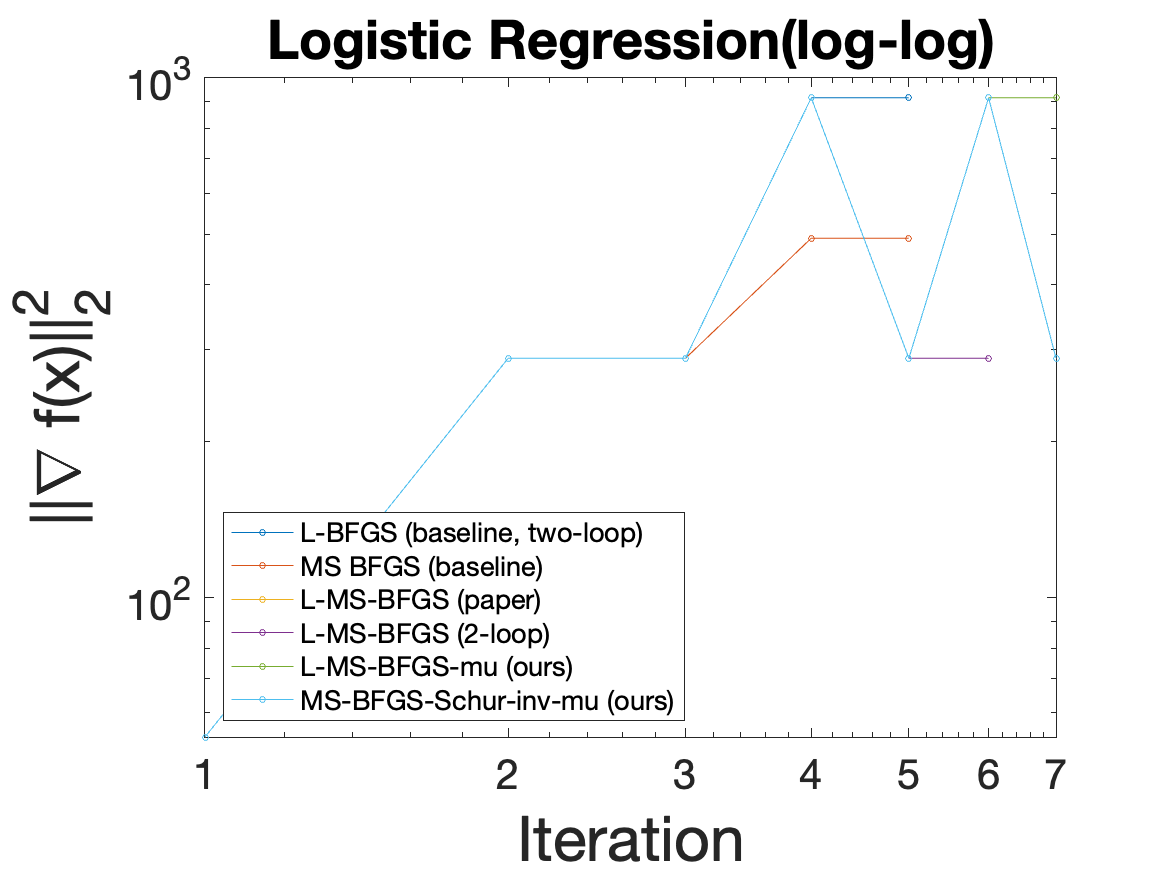 Logistic Regression(log-log)
10^3
10^2
||∇ f(x)||_2^2
L-BFGS (baseline, two-loop)
MS BFGS (baseline)
L-MS-BFGS (paper)
L-MS-BFGS (2-loop)
L-MS-BFGS-mu (ours)
MS-BFGS-Schur-inv-mu (ours)
1 2 3 4 5 6 7
Iteration